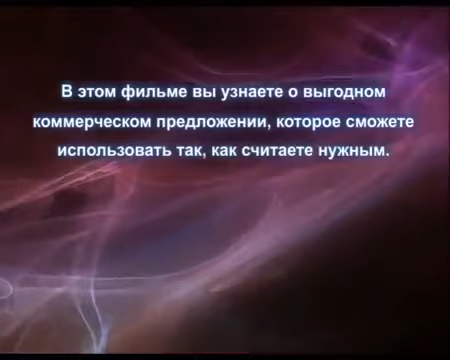 В этом фильме вы узнаете о выгодном
коммерческом предложении, которое сможете
использовать так, как считаете нужным.